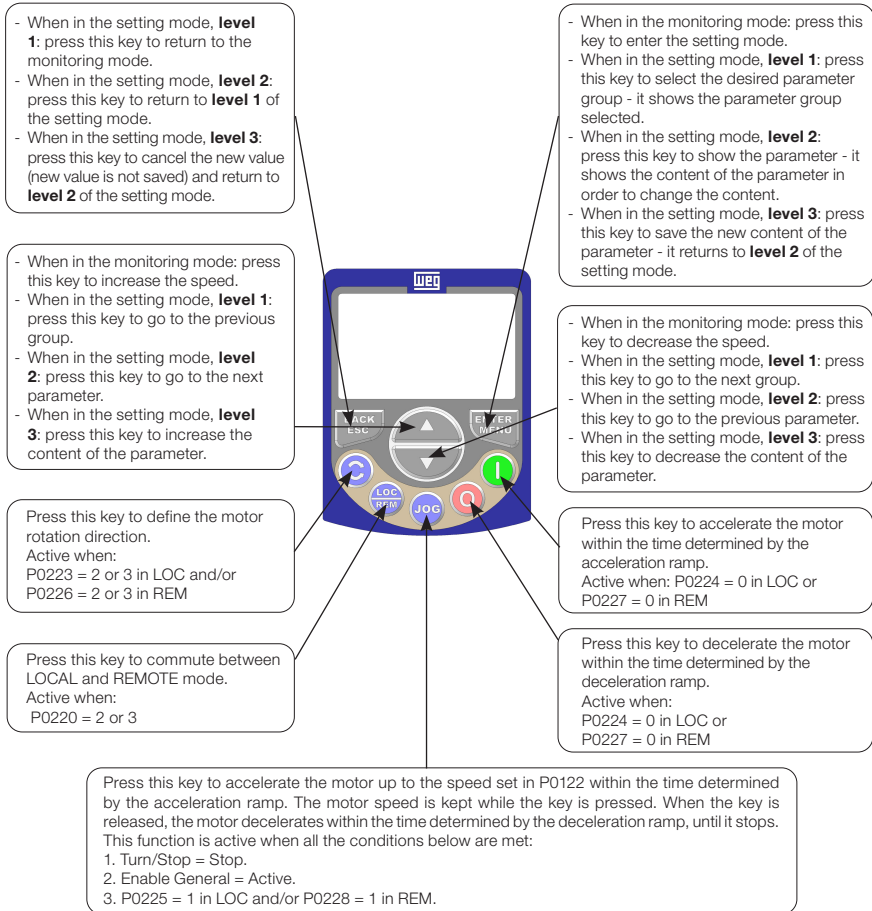 - When in the setting mode, level
1: press this key to return to the
monitoring mode.
- When in the setting mode, level 2:
press this key to return to level 1 of
the setting mode.
- When in the setting mode, level 3:
press this key to cancel the new value
(new value is not saved) and return to
level 2 of the setting mode.
- When in the monitoring mode: press this
key to enter the setting mode.
- When in the setting mode, level 1: press
this key to select the desired parameter
group - it shows the parameter group
selected.
- When in the setting mode, level 2:
press this key to show the parameter - it
shows the content of the parameter in
order to change the content.
- When in the setting mode, level 3: press
this key to save the new content of the
parameter - it returns to level 2 of the
setting mode.
- When in the monitoring mode: press
this key to increase the speed.
- When in the setting mode, level 1:
press this key to go to the previous
group.
- When in the setting mode, level
2: press this key to go to the next
parameter.
- When in the setting mode, level
3: press this key to increase the
content of the parameter.
weg
BACK
ESC
ENTER
MENU
LOC
REM
JOG
- When in the monitoring mode: press this
key to decrease the speed.
- When in the setting mode, level 1: press
this key to go to the next group.
- When in the setting mode, level 2: press
this key to go to the previous parameter.
- When in the setting mode, level 3: press
this key to decrease the content of the
parameter.
Press this key to define the motor
rotation direction.
Active when:
P0223 = 2 or 3 in LOC and/or
P0226 = 2 or 3 in REM
Press this key to accelerate the motor
within the time determined by the
acceleration ramp.
Active when: P0224 = 0 in LOC or
P0227 = 0 in REM
Press this key to commute between
LOCAL and REMOTE mode.
Active when:
P0220 = 2 or 3
Press this key to decelerate the motor
within the time determined by the
deceleration ramp.
Active when:
P0224 = 0 in LOC or
P0227 = 0 in REM
Press this key to accelerate the motor up to the speed set in P0122 within the time determined
by the acceleration ramp. The motor speed is kept while the key is pressed. When the key is
released, the motor decelerates within the time determined by the deceleration ramp, until it stops.
This function is active when all the conditions below are met:
1. Turn/Stop = Stop.
2. Enable General = Active.
3. P0225 = 1 in LOC and/or P0228 = 1 in REM.